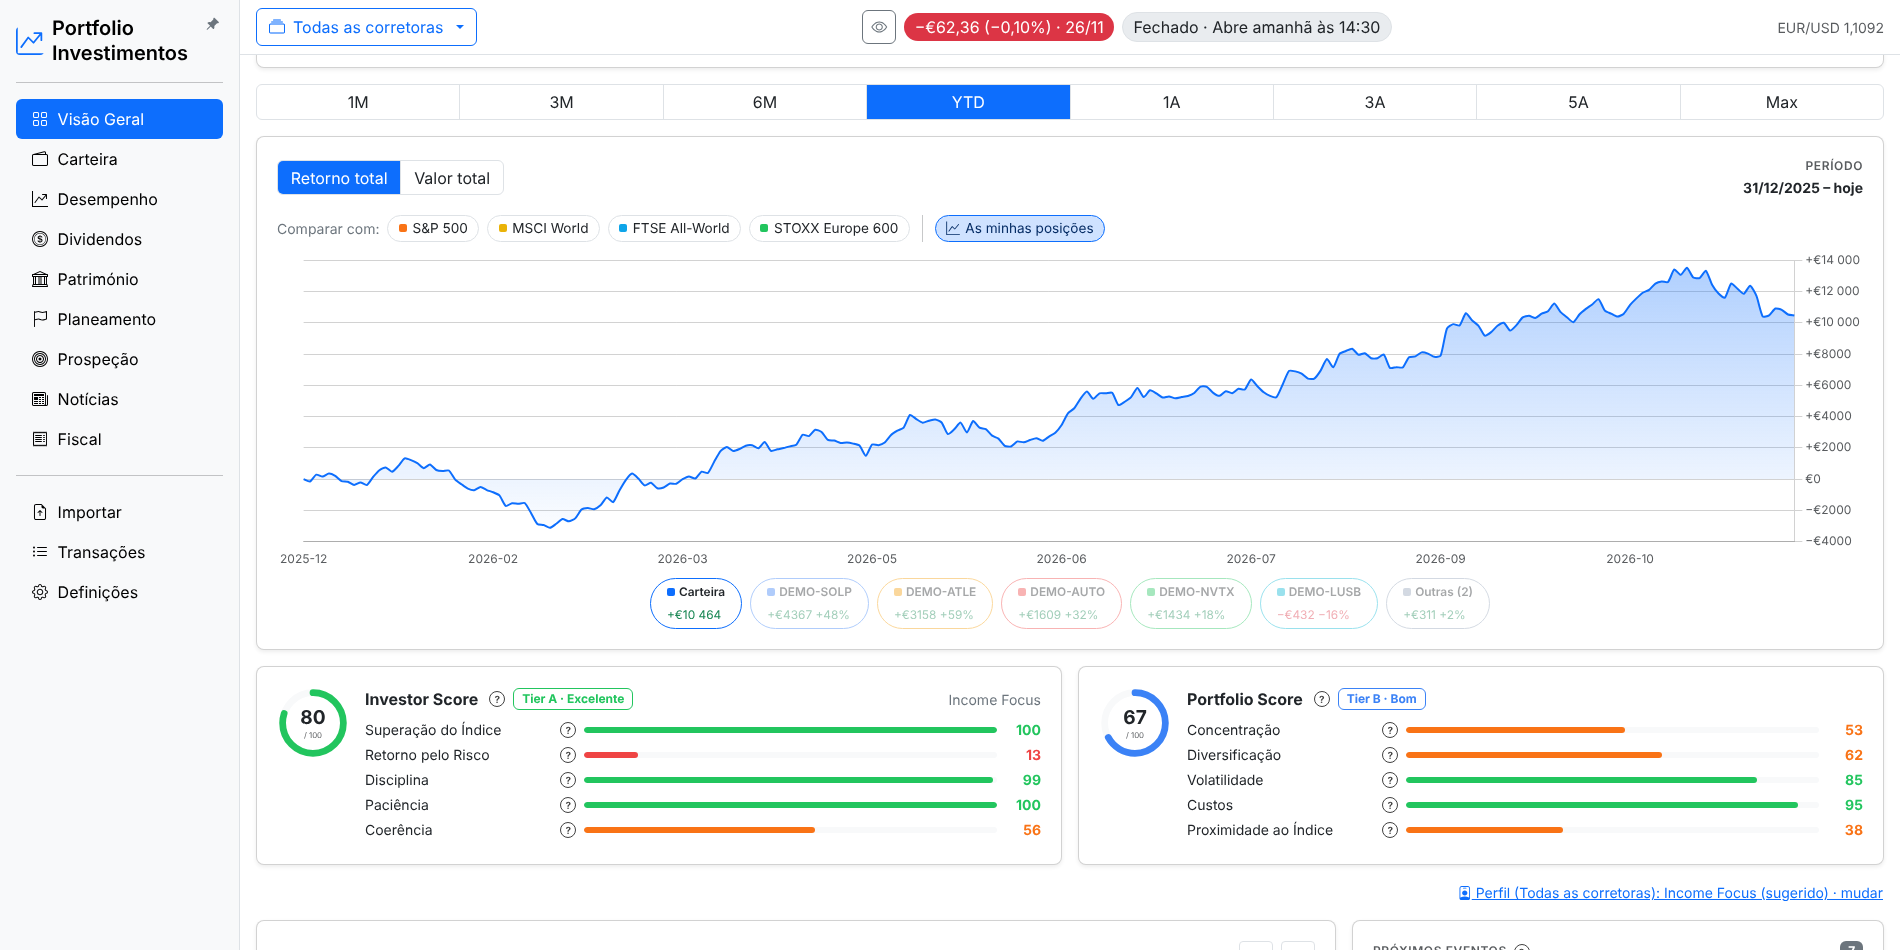 Portfolio
Investimentos
Visão Geral
Carteira
Desempenho
Dividendos
Património
Planeamento
Prospeção
Notícias
Fiscal
Importar
Transações
Definições
Todas as corretoras
−€62,36 (−0,10%) · 26/11
Fechado · Abre amanhã às 14:30
EUR/USD 1,1092
1M 3M 6M YTD 1A 3A 5A Max
Retorno total Valor total
PERÍODO
31/12/2025 – hoje
Comparar com: S&P 500 MSCI World FTSE All-World STOXX Europe 600 As minhas posições
+€14 000
+€12 000
+€10 000
+€8000
+€6000
+€4000
+€2000
€0
−€2000
−€4000
2025-12 2026-02 2026-03 2026-05 2026-06 2026-07 2026-09 2026-10
Carteira
+€10 464
DEMO-SOLP
+€4367 +48%
DEMO-ATLE
+€3158 +59%
DEMO-AUTO
+€1609 +32%
DEMO-NVTX
+€1434 +18%
DEMO-LUSB
−€432 −16%
Outras (2)
+€311 +2%
80
/ 100
Investor Score ? Tier A · Excelente Income Focus
Superação do Índice ? 100
Retorno pelo Risco ? 13
Disciplina ? 99
Paciência ? 100
Coerência ? 56
67
/ 100
Portfolio Score ? Tier B · Bom
Concentração ? 53
Diversificação ? 62
Volatilidade ? 85
Custos ? 95
Proximidade ao Índice ? 38
Perfil (Todas as corretoras): Income Focus (sugerido) · mudar
PRÓXIMOS EVENTOS